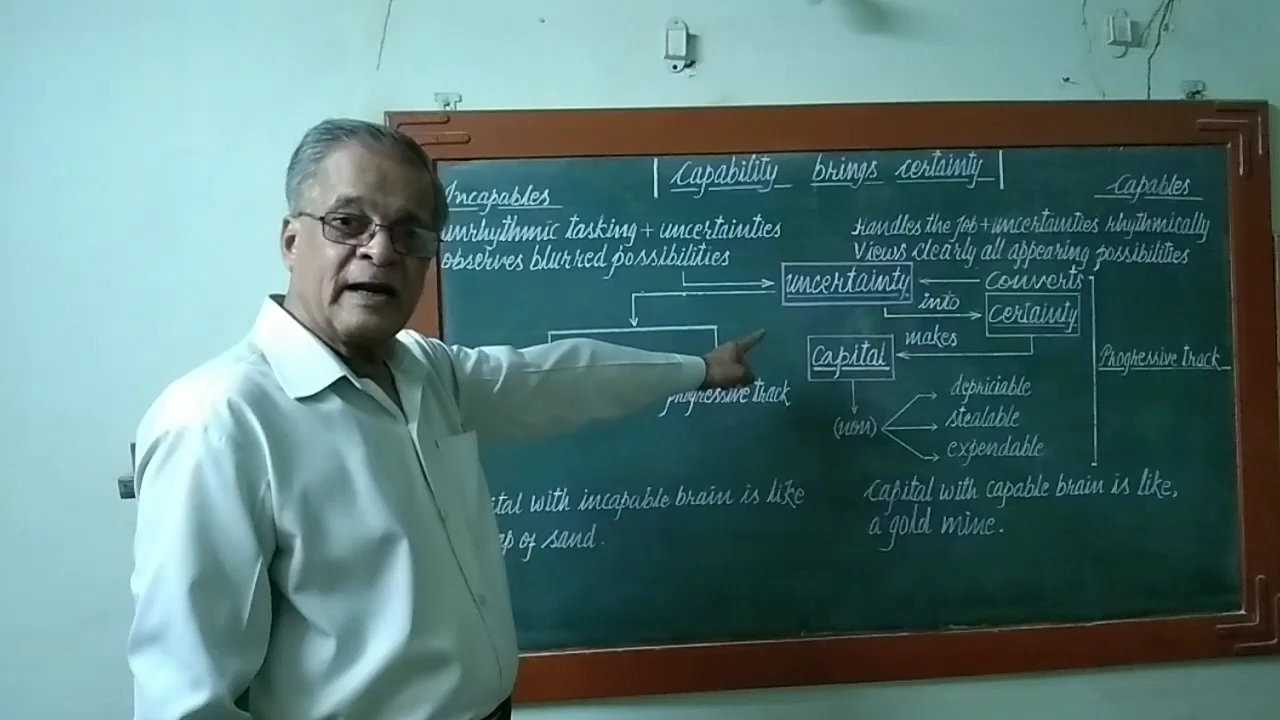 Capability brings certainty
Incapables
unrhythmic tasking + uncertainties
observes blurred possibilities
Capables
Handles the Job + uncertainties rhythmically
Views clearly all appearing possibilities
uncertainty
converts
into
certainty
makes
Capital
Progressive track
(non)
depriciable
stealable
expendable
progressive track
with incapable brain is like
of sand.
Capital with capable brain is like,
a gold mine.